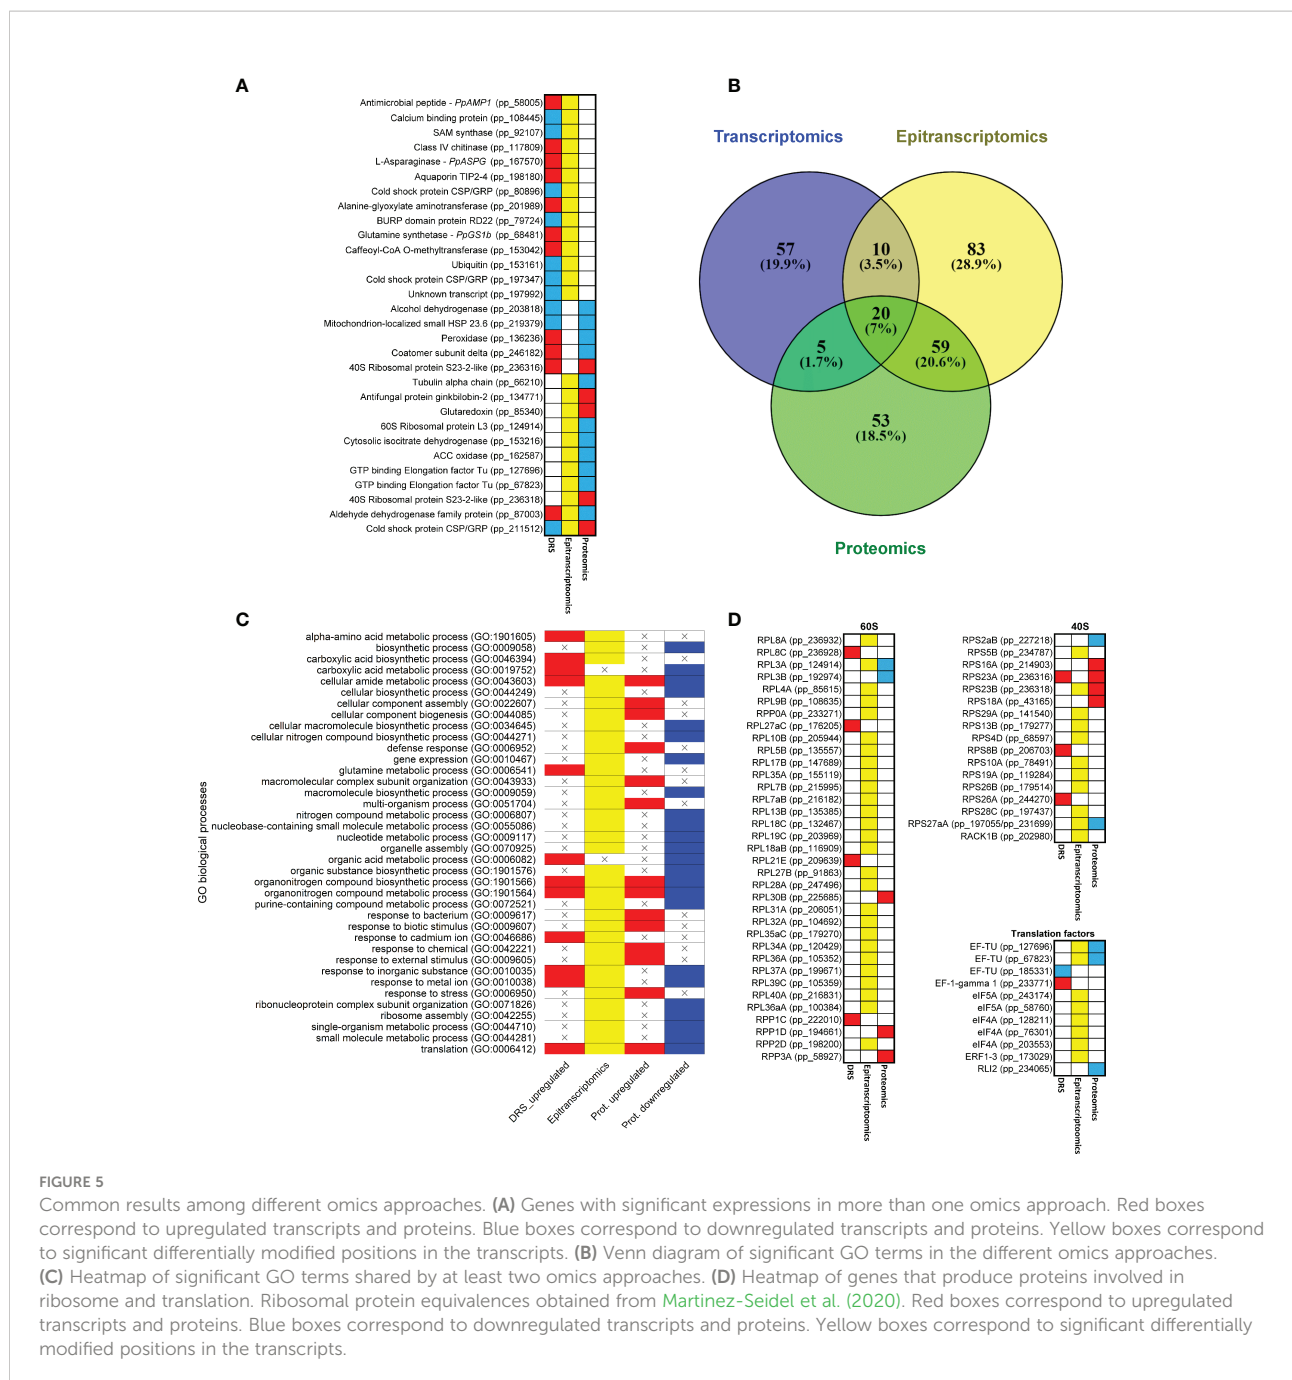 A
Antimicrobial peptide - PpAMP1 (pp_58005)
Calcium binding protein (pp_108445)
SAM synthase (pp_92107)
Class IV chitinase (pp_117809)
L-Asparaginase - PpASPG (pp_167570)
Aquaporin TIP2-4 (pp_198180)
Cold shock protein CSP/GRP (pp_80896)
Alanine-glyoxylate aminotransferase (pp_201989)
BURP domain protein RD22 (pp_79724)
Glutamine synthetase - PpGS1b (pp_68481)
Caffeoyl-CoA O-methyltransferase (pp_153042)
Ubiquitin (pp_153161)
Cold shock protein CSP/GRP (pp_197347)
Unknown transcript (pp_197992)
Alcohol dehydrogenase (pp_203818)
Mitochondrion-localized small HSP 23.6 (pp_219379)
Peroxidase (pp_136236)
Coatomer subunit delta (pp_246182)
40S Ribosomal protein S23-2-like (pp_236316)
Tubulin alpha chain (pp_66210)
Antifungal protein ginkbilobin-2 (pp_134771)
Glutaredoxin (pp_85340)
60S Ribosomal protein L3 (pp_124914)
Cytosolic isocitrate dehydrogenase (pp_153216)
ACC oxidase (pp_162587)
GTP binding Elongation factor Tu (pp_127696)
GTP binding Elongation factor Tu (pp_67823)
40S Ribosomal protein S23-2-like (pp_236318)
Aldehyde dehydrogenase family protein (pp_87003)
Cold shock protein CSP/GRP (pp_211512)
DRS
Epitranscriptoomics
Proteomics
B
Transcriptomics
Epitranscriptomics
57
(19.9%)
10
(3.5%)
83
(28.9%)
20
(7%)
5
(1.7%)
59
(20.6%)
53
(18.5%)
Proteomics
C
GO biological processes
alpha-amino acid metabolic process (GO:1901605)
biosynthetic process (GO:0009058)
carboxylic acid biosynthetic process (GO:0046394)
carboxylic acid metabolic process (GO:0019752)
cellular amide metabolic process (GO:0043603)
cellular biosynthetic process (GO:0044249)
cellular component assembly (GO:0022607)
cellular component biogenesis (GO:0044085)
cellular macromolecule biosynthetic process (GO:0034645)
cellular nitrogen compound biosynthetic process (GO:0044271)
defense response (GO:0006952)
gene expression (GO:0010467)
glutamine metabolic process (GO:0006541)
macromolecular complex subunit organization (GO:0043933)
macromolecule biosynthetic process (GO:0009059)
multi-organism process (GO:0051704)
nitrogen compound metabolic process (GO:0006807)
nucleobase-containing small molecule metabolic process (GO:0055086)
nucleotide metabolic process (GO:0009117)
organelle assembly (GO:0070925)
organic acid metabolic process (GO:0006082)
organic substance biosynthetic process (GO:1901576)
organonitrogen compound biosynthetic process (GO:1901566)
organonitrogen compound metabolic process (GO:1901564)
purine-containing compound metabolic process (GO:0072521)
response to bacterium (GO:0009617)
response to biotic stimulus (GO:0009607)
response to cadmium ion (GO:0046686)
response to chemical (GO:0042221)
response to external stimulus (GO:0009605)
response to inorganic substance (GO:0010035)
response to metal ion (GO:0010038)
response to stress (GO:0006950)
ribonucleoprotein complex subunit organization (GO:0071826)
ribosome assembly (GO:0042255)
single-organism metabolic process (GO:0044710)
small molecule metabolic process (GO:0044281)
translation (GO:0006412)
DRS_upregulated
Epitranscriptomics
Prot. upregulated
Prot. downregulated
D
60S
RPL8A (pp_236932)
RPL8C (pp_236928)
RPL3A (pp_124914)
RPL3B (pp_192974)
RPL4A (pp_85615)
RPL9B (pp_108635)
RPP0A (pp_233271)
RPL27aC (pp_176205)
RPL10B (pp_205944)
RPL5B (pp_135557)
RPL17B (pp_147689)
RPL35A (pp_155119)
RPL7B (pp_215995)
RPL7aB (pp_216182)
RPL13B (pp_135385)
RPL18C (pp_132467)
RPL19C (pp_203969)
RPL18aB (pp_116909)
RPL21E (pp_209639)
RPL27B (pp_91863)
RPL28A (pp_247496)
RPL30B (pp_225685)
RPL31A (pp_206051)
RPL32A (pp_104692)
RPL35aC (pp_179270)
RPL34A (pp_120429)
RPL36A (pp_105352)
RPL37A (pp_199671)
RPL39C (pp_105359)
RPL40A (pp_216831)
RPL36aA (pp_100384)
RPP1C (pp_222010)
RPP1D (pp_194661)
RPP2D (pp_198200)
RPP3A (pp_58927)
DRS
Epitranscriptoomics
Proteomics
40S
RPS2aB (pp_227218)
RPS5B (pp_234787)
RPS16A (pp_214903)
RPS23A (pp_236316)
RPS23B (pp_236318)
RPS18A (pp_43165)
RPS29A (pp_141540)
RPS13B (pp_179277)
RPS4D (pp_68597)
RPS8B (pp_206703)
RPS10A (pp_78491)
RPS19A (pp_119284)
RPS26B (pp_179514)
RPS26A (pp_244270)
RPS28C (pp_197437)
RPS27aA (pp_197055/pp_231699)
RACK1B (pp_202980)
DRS
Epitranscriptoomics
Proteomics
Translation factors
EF-TU (pp_127696)
EF-TU (pp_67823)
EF-TU (pp_185331)
EF-1-gamma 1 (pp_233771)
eIF5A (pp_243174)
eIF5A (pp_58760)
eIF4A (pp_128211)
eIF4A (pp_76301)
eIF4A (pp_203553)
ERF1-3 (pp_173029)
RLI2 (pp_234065)
DRS
Epitranscriptoomics
Proteomics
FIGURE 5
Common results among different omics approaches. (A) Genes with significant expressions in more than one omics approach. Red boxes
correspond to upregulated transcripts and proteins. Blue boxes correspond to downregulated transcripts and proteins. Yellow boxes correspond
to significant differentially modified positions in the transcripts. (B) Venn diagram of significant GO terms in the different omics approaches.
(C) Heatmap of significant GO terms shared by at least two omics approaches. (D) Heatmap of genes that produce proteins involved in
ribosome and translation. Ribosomal protein equivalences obtained from Martinez-Seidel et al. (2020). Red boxes correspond to upregulated
transcripts and proteins. Blue boxes correspond to downregulated transcripts and proteins. Yellow boxes correspond to significant differentially
modified positions in the transcripts.